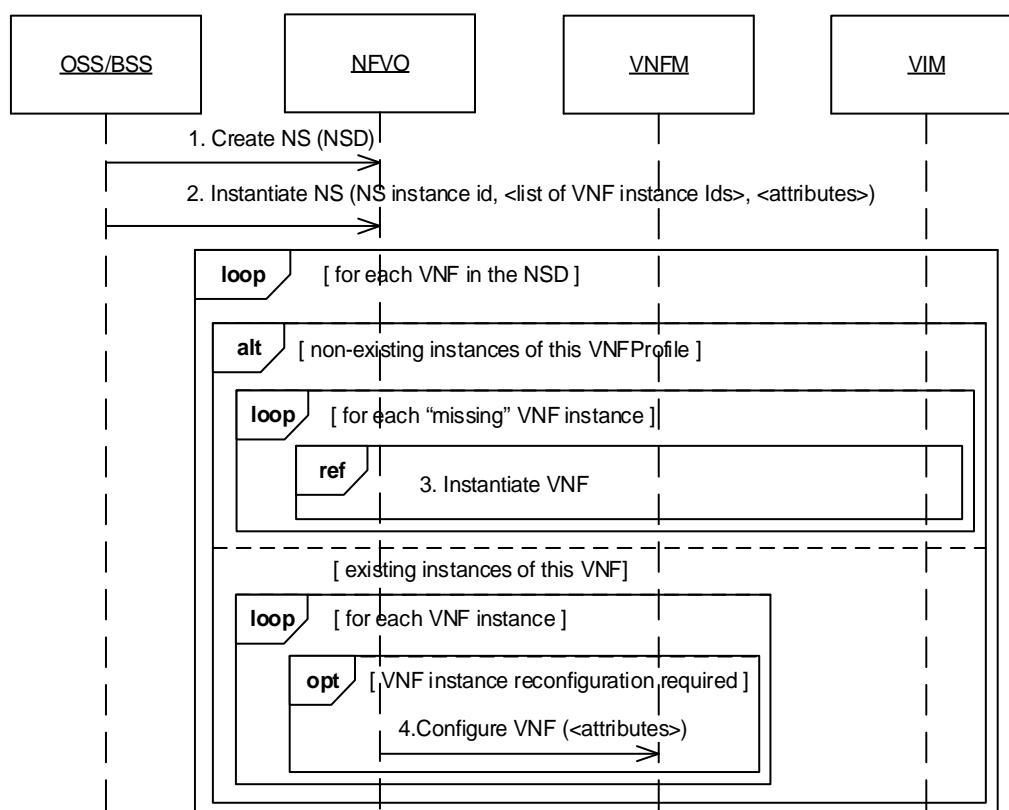 OSS/BSS
NFVO
VNFM
VIM
1. Create NS (NSD)
2. Instantiate NS (NS instance id, <list of VNF instance Ids>, <attributes>)
loop
[ for each VNF in the NSD ]
alt
[ non-existing instances of this VNFProfile ]
loop
[ for each “missing” VNF instance ]
ref
3. Instantiate VNF
[ existing instances of this VNF]
loop
[ for each VNF instance ]
opt
[ VNF instance reconfiguration required ]
4.Configure VNF (<attributes>)